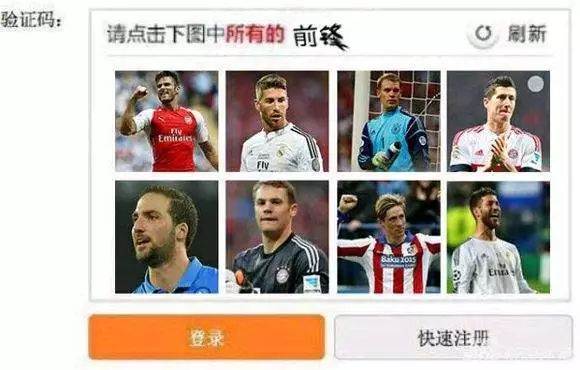 验证码:
请点击下图中所有的 前锋
刷新
Fly
Emirates
Fly
Emirates
AZERBAIJAN
Baku 2015
登录
快速注册